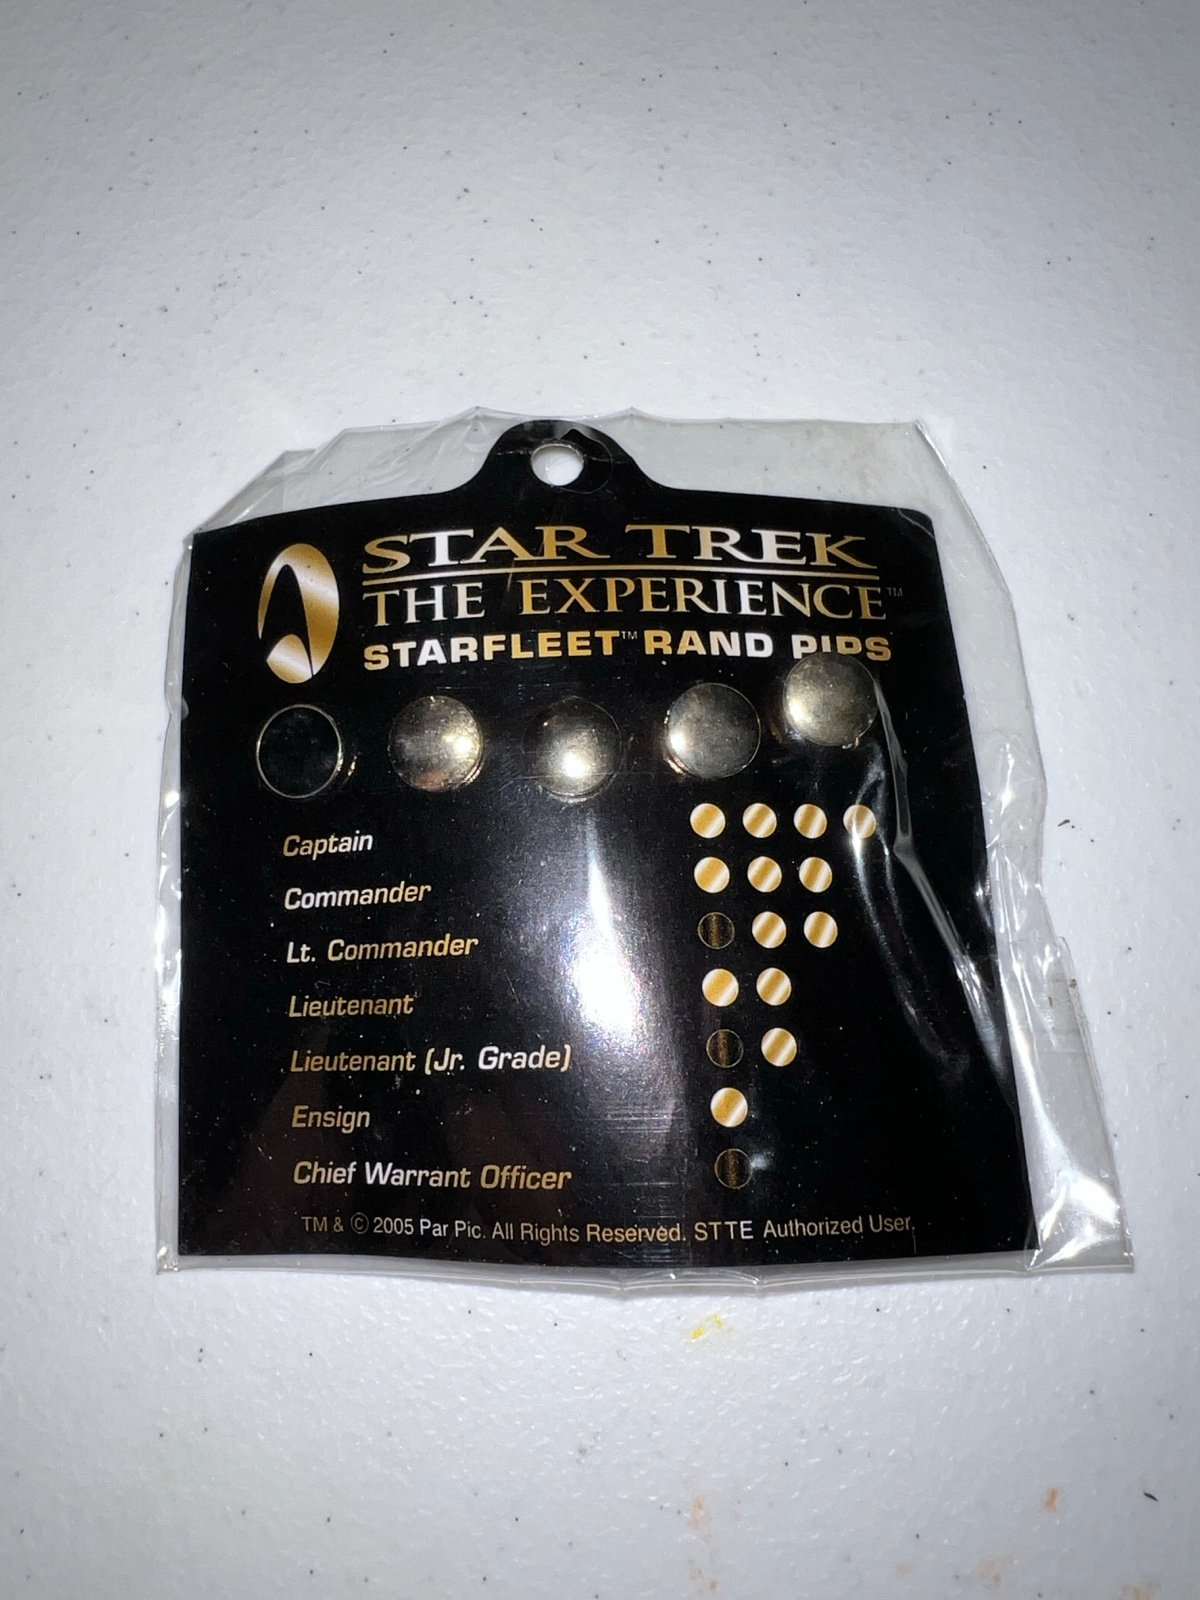 STAR TREK
THE EXPERIENCE™
STARFLEET™ RAND PIPS
Captain
Commander
Lt. Commander
Lieutenant
Lieutenant (Jr. Grade)
Ensign
Chief Warrant Officer
TM & © 2005 Par Pic. All Rights Reserved. STTE Authorized User.